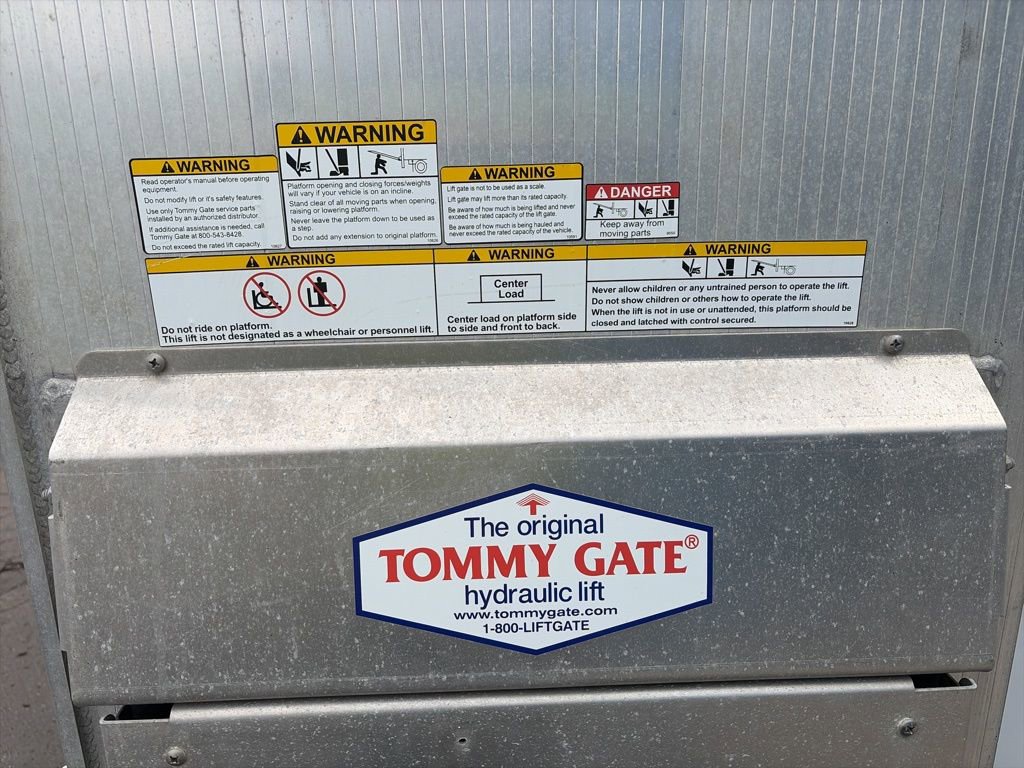 WARNING
Read operator's manual before operating
equipment.
Do not modify lift or it's safety features.
Use only Tommy Gate service parts
installed by an authorized distributor.
If additional assistance is needed, call
Tommy Gate at 800-543-8428.
Do not exceed the rated lift capacity.
10627
WARNING
Platform opening and closing forces/weights
will vary if your vehicle is on an incline.
Stand clear of all moving parts when opening,
raising or lowering platform.
Never leave the platform down to be used as
a step.
Do not add any extension to original platform.
10626
WARNING
Lift gate is not to be used as a scale.
Lift gate may lift more than its rated capacity.
Be aware of how much is being lifted and never
exceed the rated capacity of the lift gate.
Be aware of how much is being hauled and
never exceed the rated capacity of the vehicle.
DANGER
Keep away from
moving parts
WARNING
Do not ride on platform.
This lift is not designated as a wheelchair or personnel lift.
WARNING
Center
Load
Center load on platform side
to side and front to back.
WARNING
Never allow children or any untrained person to operate the lift.
Do not show children or others how to operate the lift.
When the lift is not in use or unattended, this platform should be
closed and latched with control secured.
The original
TOMMY GATE®
hydraulic lift
www.tommygate.com
1-800-LIFTGATE